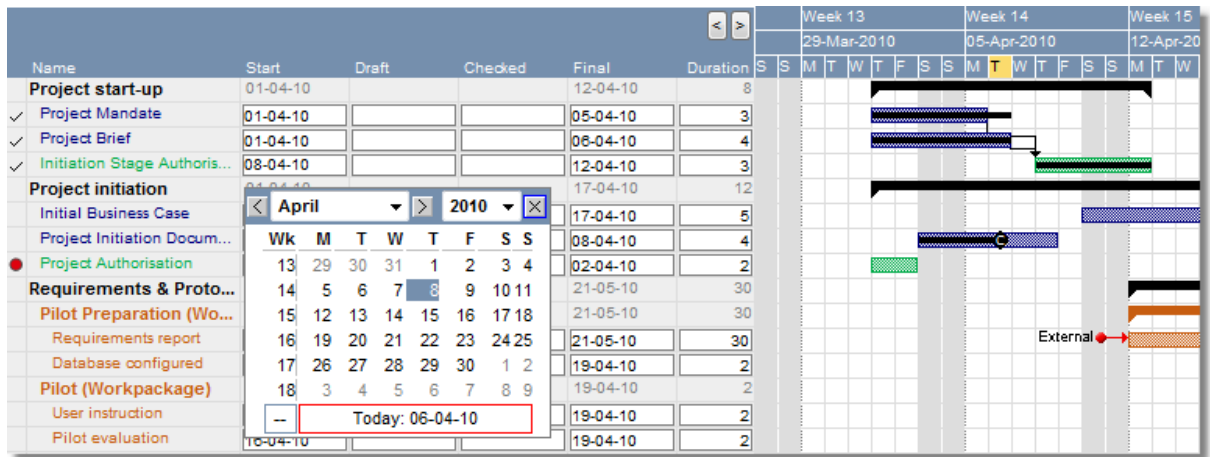 < >
Week 13 Week 14 Week 15
29-Mar-2010 05-Apr-2010 12-Apr-20
Name Start Draft Checked Final Duration S S M T W T F S S M T W T F S S M T W
Project start-up 01-04-10 12-04-10 8
Project Mandate 01-04-10 05-04-10 3
Project Brief 01-04-10 06-04-10 4
Initiation Stage Authoris... 08-04-10 12-04-10 3
Project initiation 17-04-10 12
Initial Business Case 17-04-10 5
Project Initiation Docum... 08-04-10 4 C
Project Authorisation 02-04-10 2
Requirements & Proto... 21-05-10 30
Pilot Preparation (Wo... 21-05-10 30
Requirements report 21-05-10 30 External
Database configured 19-04-10 2
Pilot (Workpackage) 19-04-10 2
User instruction 19-04-10 2
Pilot evaluation 16-04-10 19-04-10 2
< April > 2010 X
Wk M T W T F S S
13 29 30 31 1 2 3 4
14 5 6 7 8 9 10 11
15 12 13 14 15 16 17 18
16 19 20 21 22 23 24 25
17 26 27 28 29 30 1 2
18 3 4 5 6 7 8 9
-- Today: 06-04-10